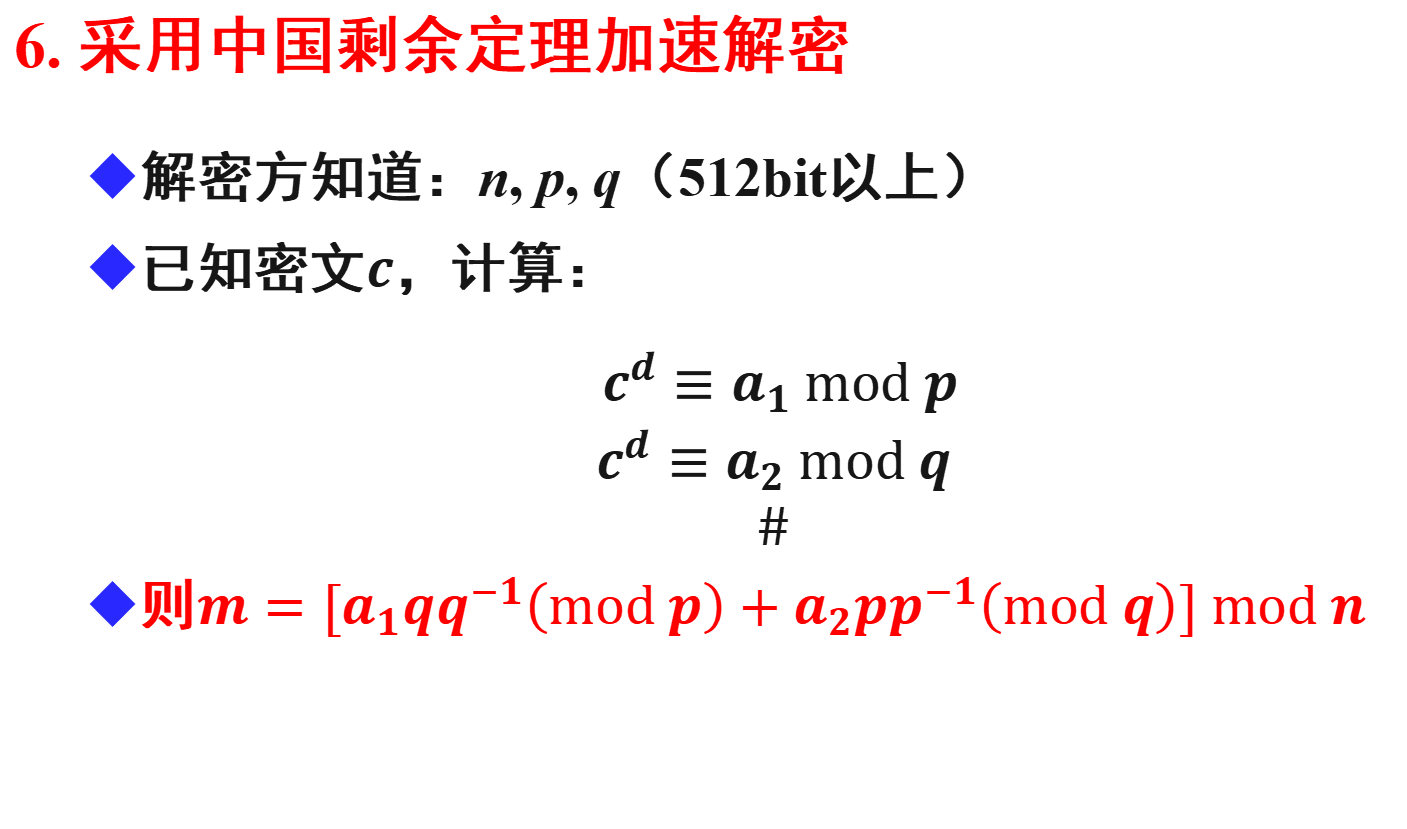 6. 采用中国剩余定理加速解密
◆解密方知道：n, p, q（512bit以上）
◆已知密文c，计算：
c^d ≡ a_1 mod p
c^d ≡ a_2 mod q
#
◆则m = [a_1qq^{-1}(mod p) + a_2pp^{-1}(mod q)] mod n